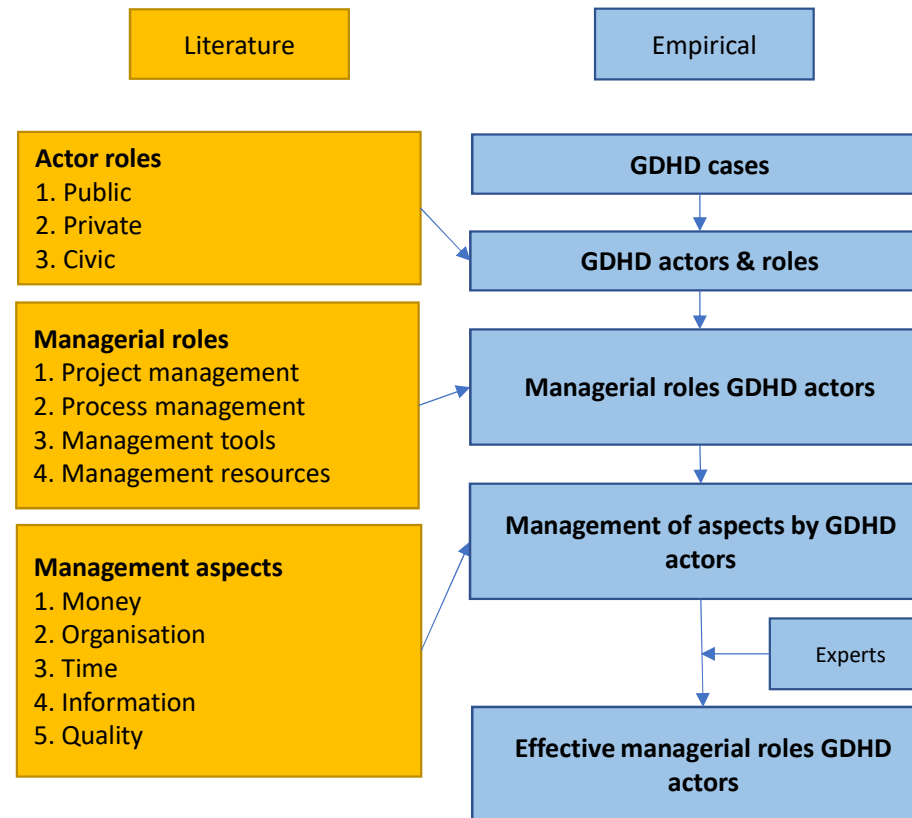 Literature
Empirical
Actor roles
1. Public
2. Private
3. Civic
Managerial roles
1. Project management
2. Process management
3. Management tools
4. Management resources
Management aspects
1. Money
2. Organisation
3. Time
4. Information
5. Quality
GDHD cases
GDHD actors & roles
Managerial roles GDHD actors
Management of aspects by GDHD
actors
Experts
Effective managerial roles GDHD
actors